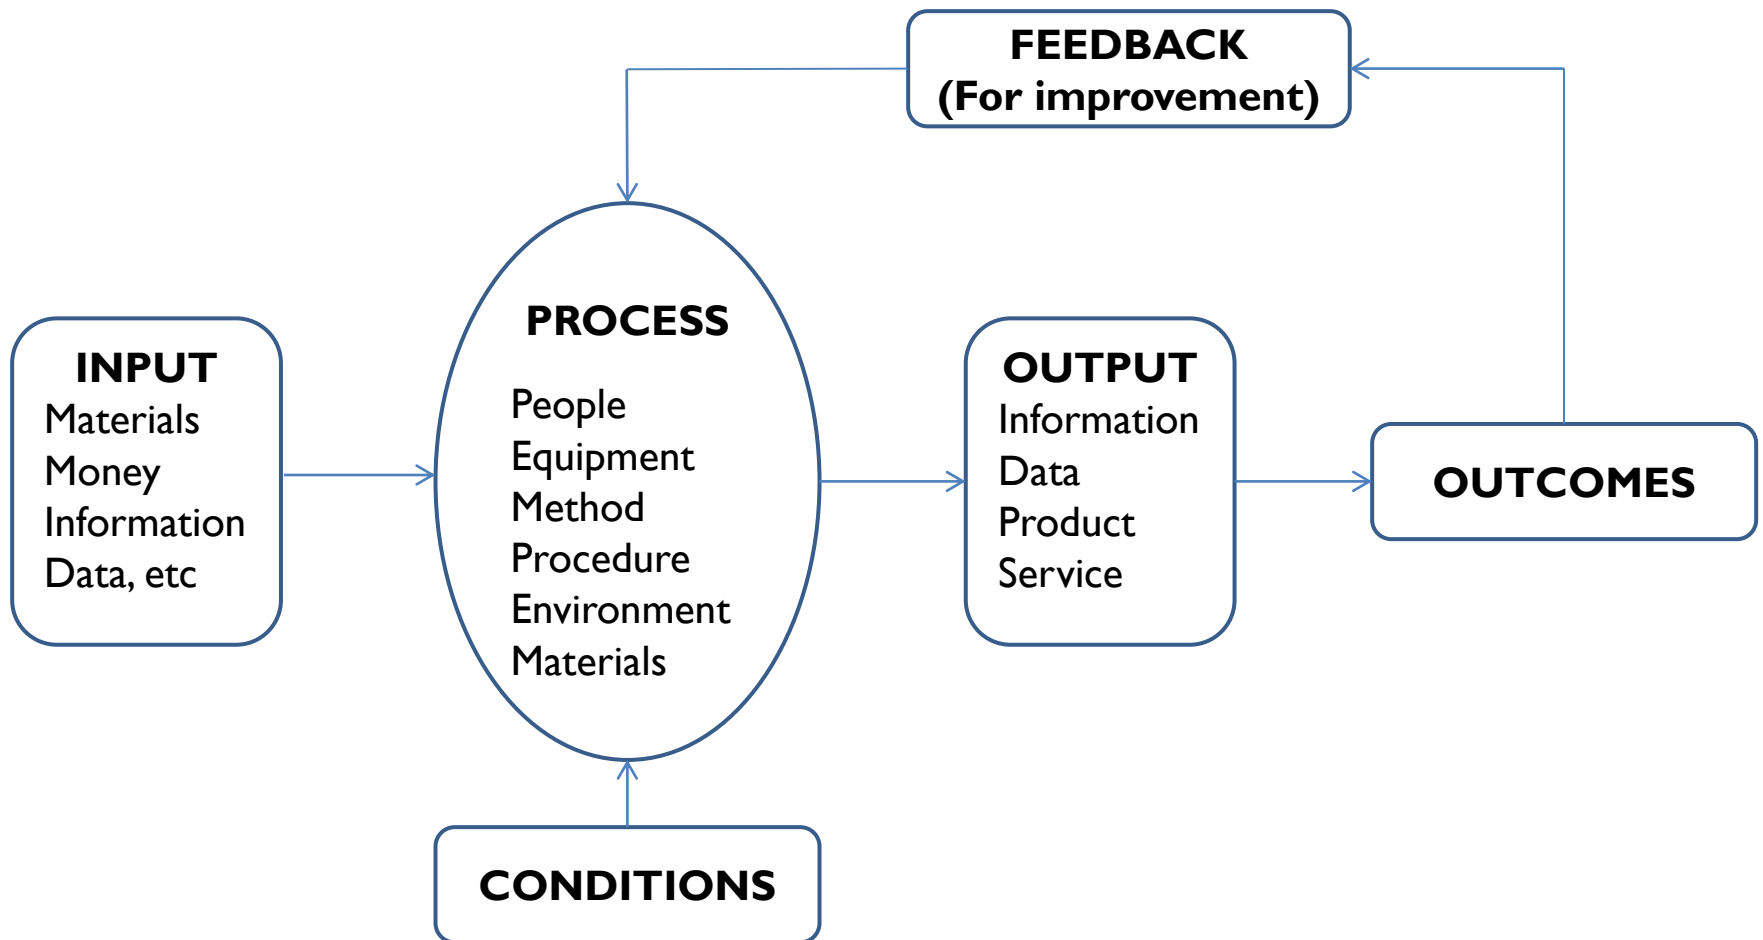 FEEDBACK
(For improvement)
PROCESS
People
Equipment
Method
Procedure
Environment
Materials
INPUT
Materials
Money
Information
Data, etc
OUTPUT
Information
Data
Product
Service
OUTCOMES
CONDITIONS